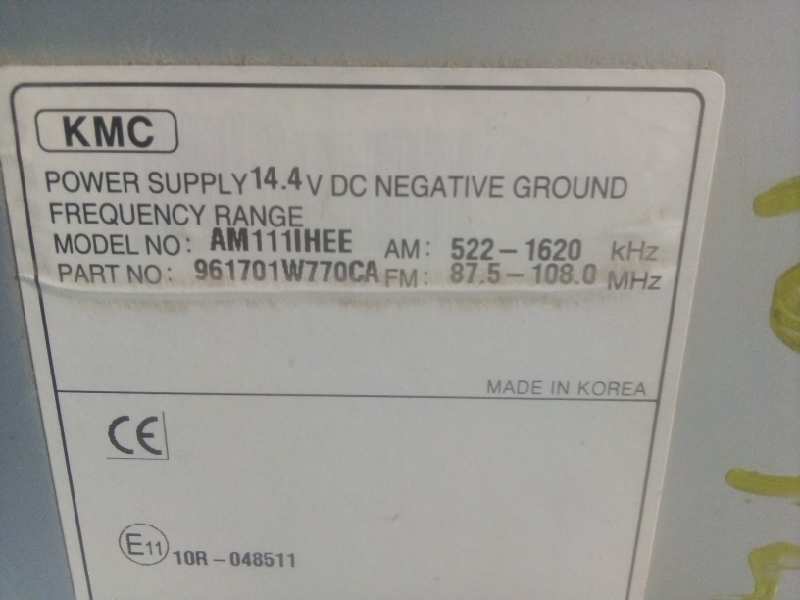 KMC
POWER SUPPLY 14.4 V DC NEGATIVE GROUND
FREQUENCY RANGE
MODEL NO: AM111IHEE AM: 522-1620 kHz
PART NO: 961701W770CA FM: 87.5-108.0 MHz
MADE IN KOREA
CE
E11 10R-048511